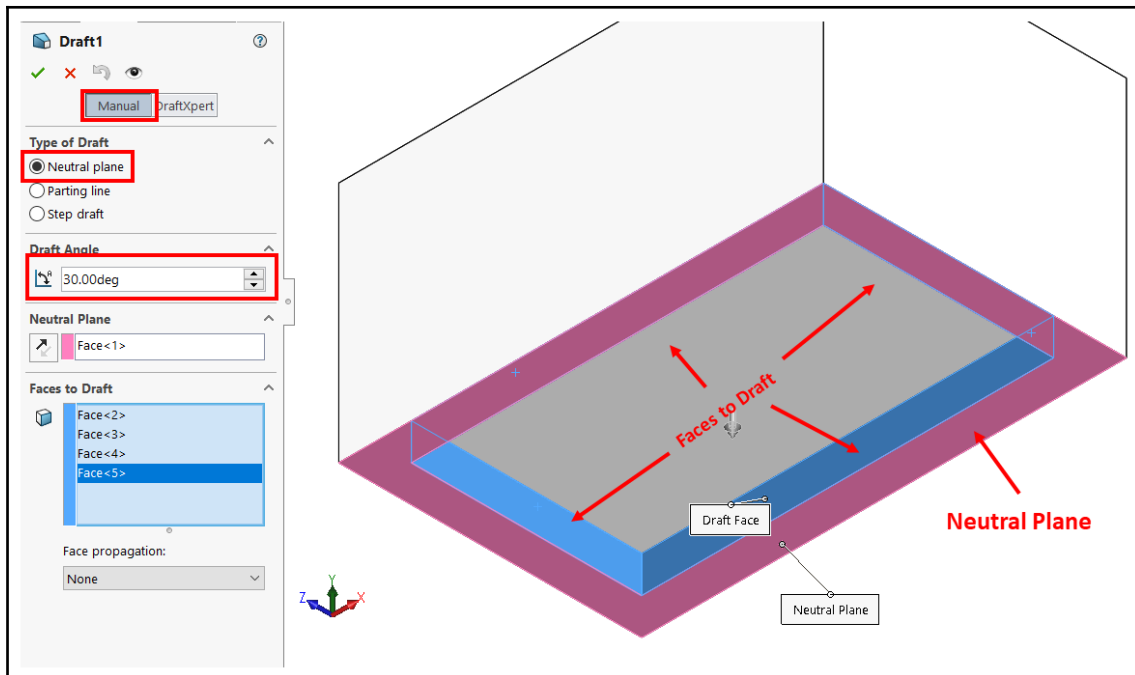 Draft1
Manual DraftXpert
Type of Draft
Neutral plane
Parting line
Step draft
Draft Angle
30.00deg
Neutral Plane
Face<1>
Faces to Draft
Face<2>
Face<3>
Face<4>
Face<5>
Face propagation:
None
Faces to Draft
Draft Face
Neutral Plane
Neutral Plane
Y
Z
X